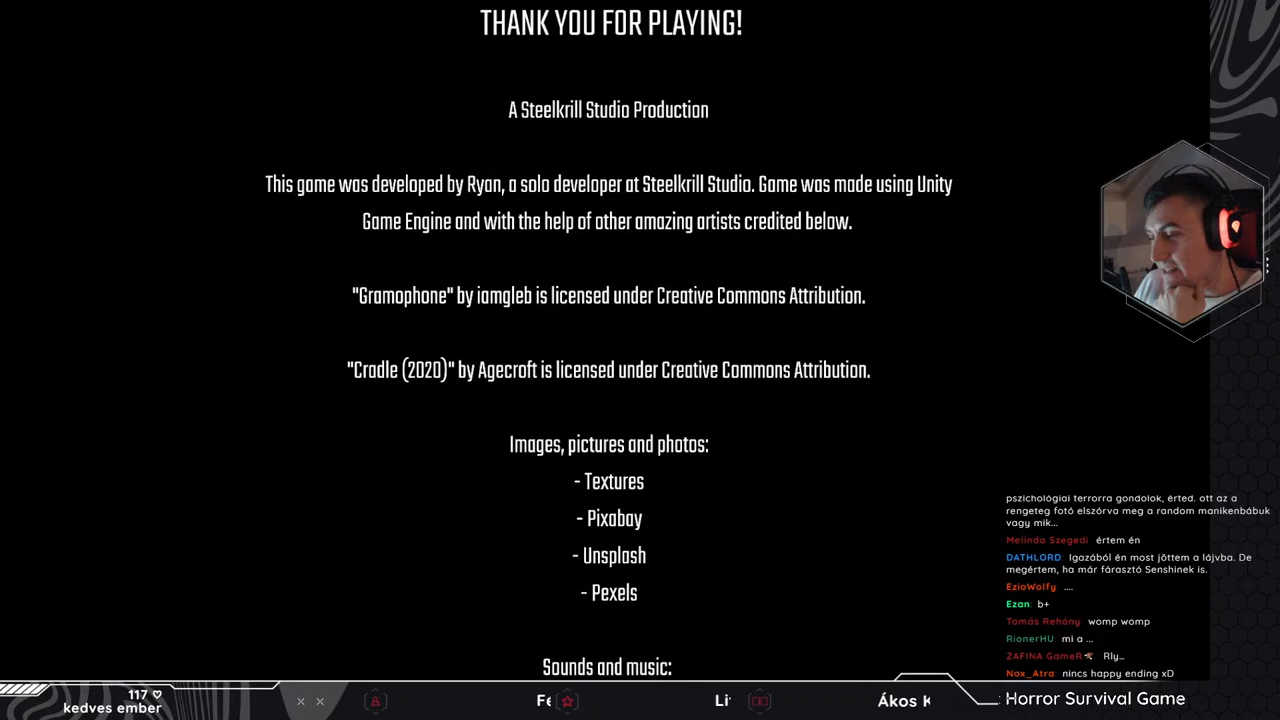 THANK YOU FOR PLAYING!
A Steelkrill Studio Production
This game was developed by Ryan, a solo developer at Steelkrill Studio. Game was made using Unity
Game Engine and with the help of other amazing artists credited below.
"Gramophone" by iamgleb is licensed under Creative Commons Attribution.
"Cradle (2020)" by Agecroft is licensed under Creative Commons Attribution.
Images, pictures and photos:
- Textures
- Pixabay
- Unsplash
- Pexels
Sounds and music:
pszichológiai terrorra gondolok, érted. ott az a
rengeteg fotó elszórva meg a random manikenbábuk
vagy mik...
Melinda Szegedi értem én
DATHLORD: Igazából én most jöttem a lájvba. De
megértem, ha már fárasztó Senshinek is.
EzioWolfy: ....
Ezan: b+
Tamás Rehány womp womp
RionerHU: mi a ...
ZAFINA GameR Rly...
Nox_Atra: nincs happy ending xD
117
kedves ember
Ákos K
Horror Survival Game